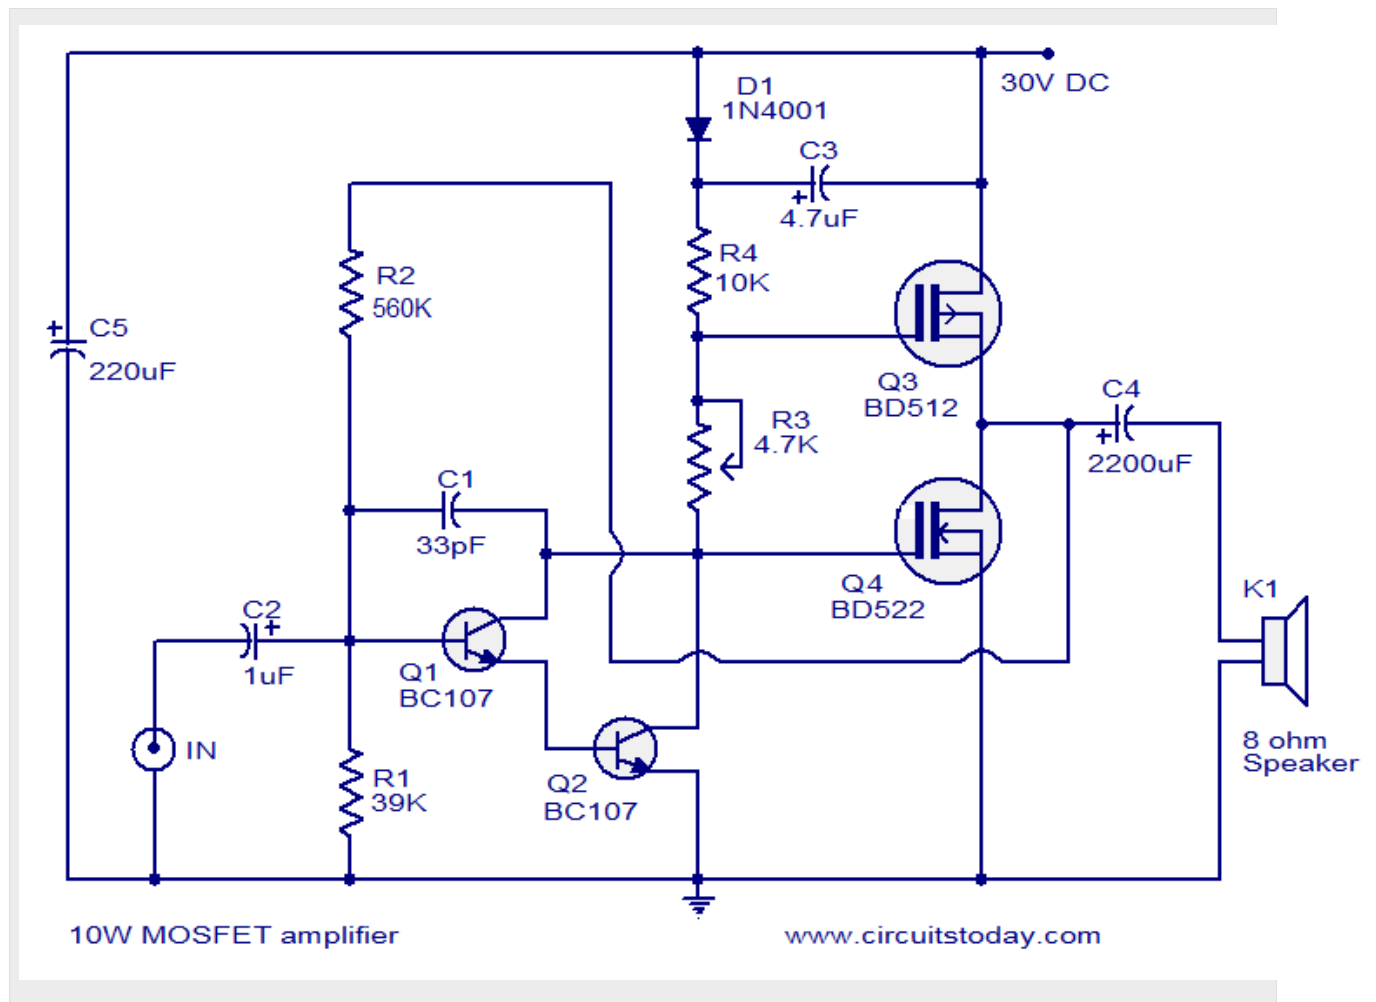 30V DC
D1
1N4001
C3
+
4.7uF
R4
10K
R2
560K
+
C5
220uF
Q3
BD512
C4
+
2200uF
R3
4.7K
C1
33pF
Q4
BD522
K1
C2
+
1uF
Q1
BC107
IN
8 ohm
Speaker
R1
39K
Q2
BC107
10W MOSFET amplifier
www.circuitstoday.com